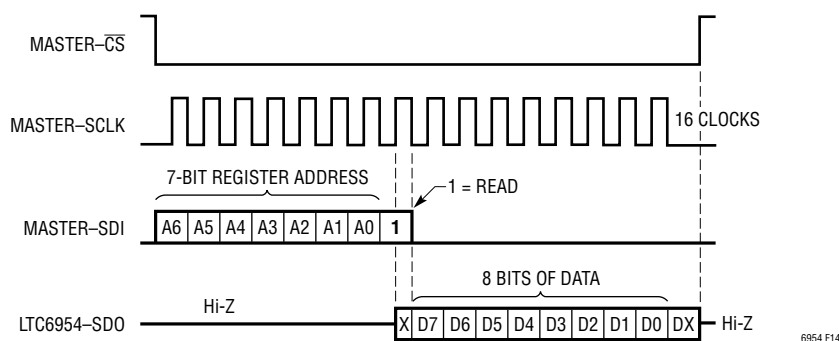 MASTER–CS
MASTER–SCLK
16 CLOCKS
7-BIT REGISTER ADDRESS
1 = READ
MASTER–SDI
A6 A5 A4 A3 A2 A1 A0 1
8 BITS OF DATA
Hi-Z
LTC6954–SDO
X D7 D6 D5 D4 D3 D2 D1 D0 DX
Hi-Z
6954 F14